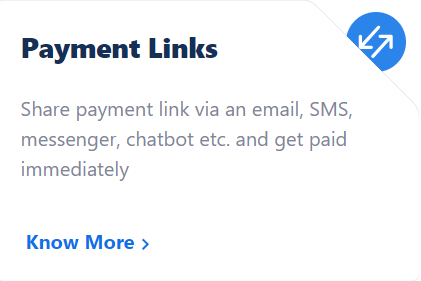 Payment Links
Share payment link via an email, SMS,
messenger, chatbot etc. and get paid
immediately
Know More